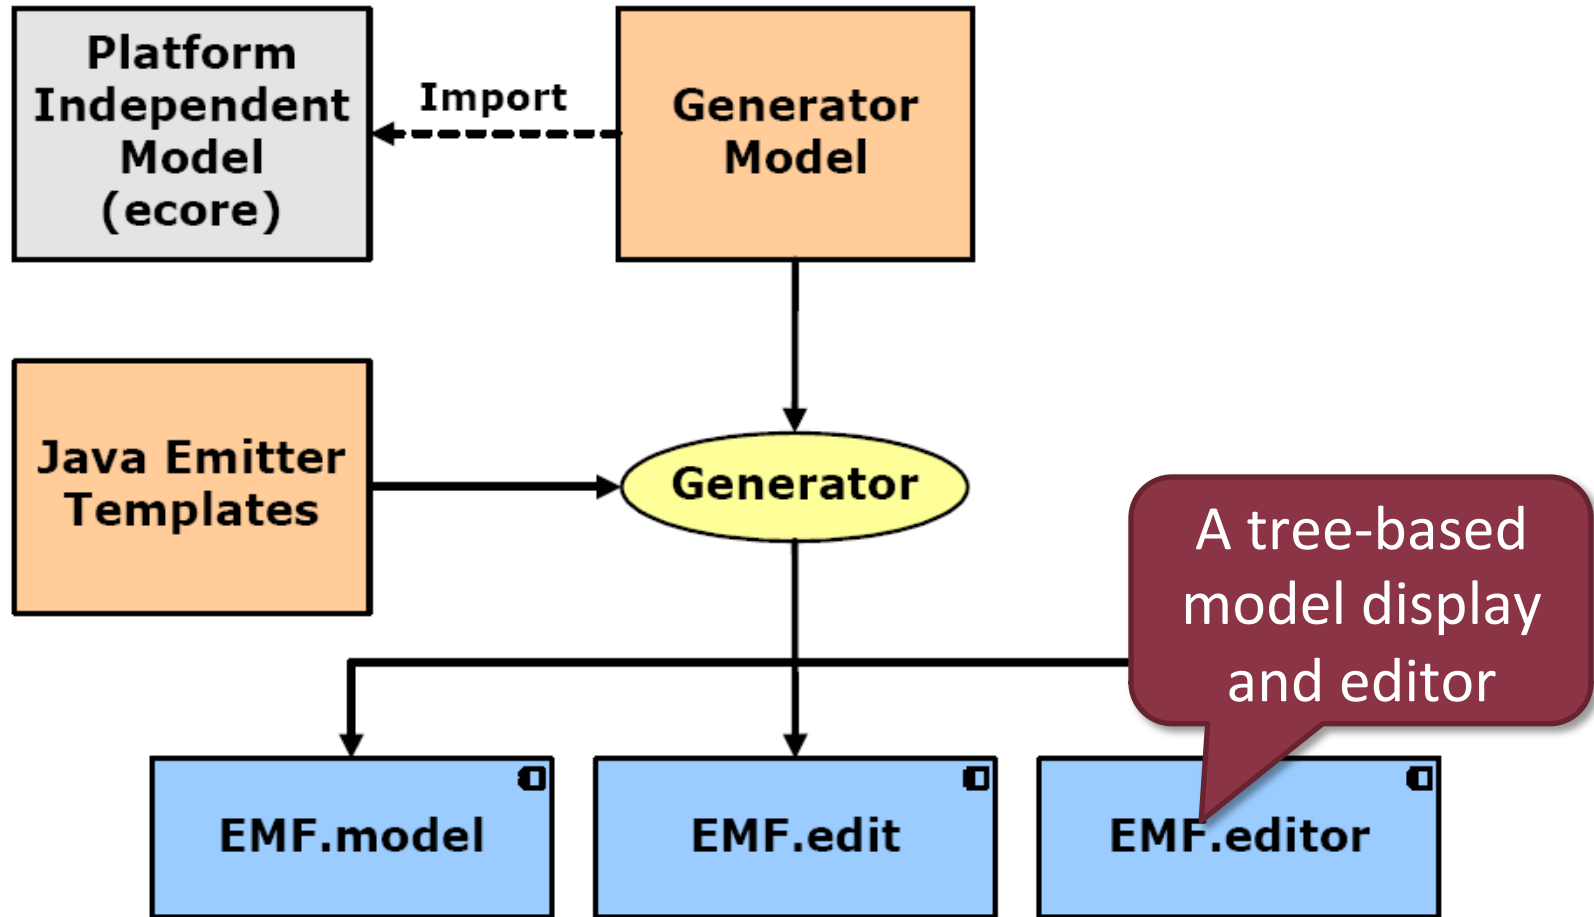 Platform
Independent
Model
(ecore)
Import
Generator
Model
Java Emitter
Templates
Generator
A tree-based
model display
and editor
EMF.model
EMF.edit
EMF.editor